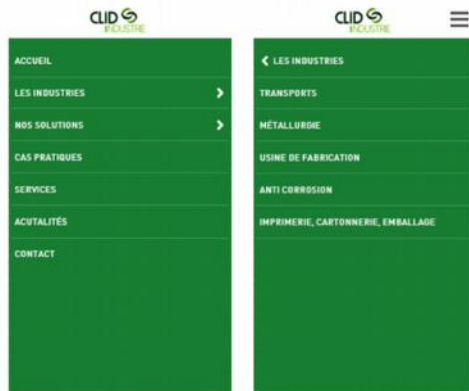 CLID
INDUSTRIE
ACCUEIL
LES INDUSTRIES
NOS SOLUTIONS
CAS PRATIQUES
SERVICES
ACUTALITÉS
CONTACT
CLID
INDUSTRIE
LES INDUSTRIES
TRANSPORTS
MÉTALLURGIE
USINE DE FABRICATION
ANTI CORROSION
IMPRIMERIE, CARTONNERIE, EMBALLAGE